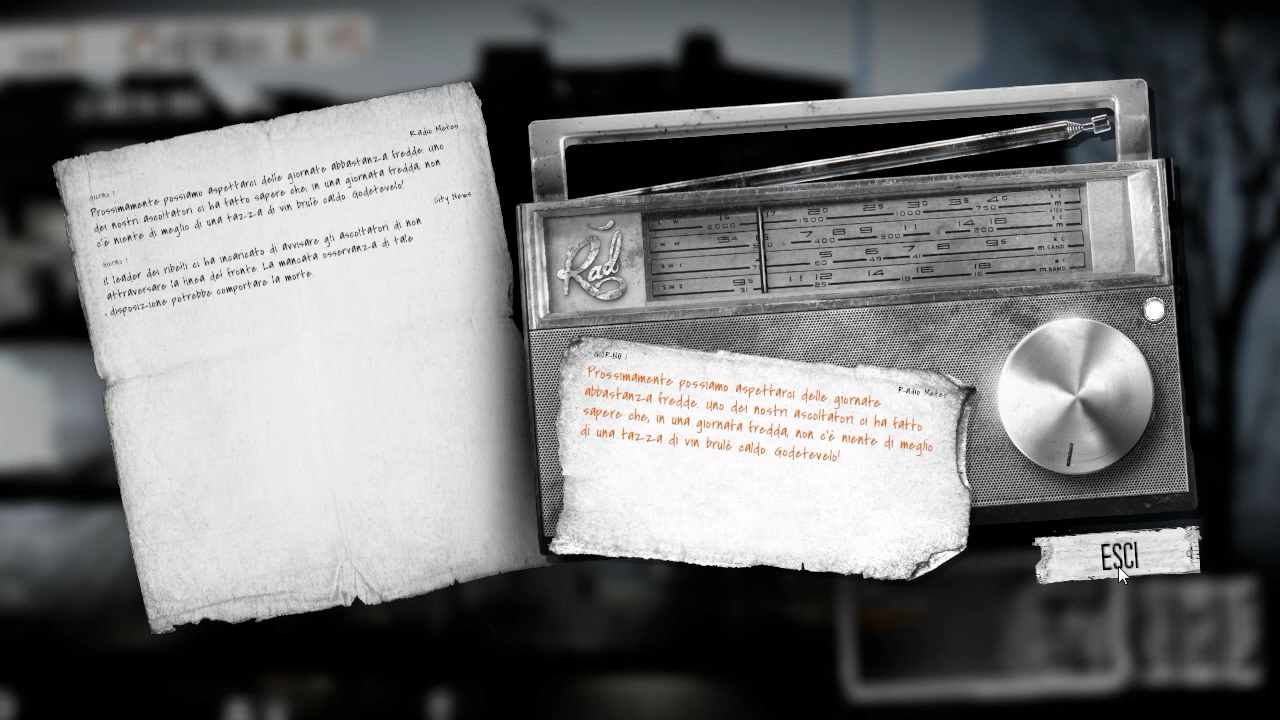 Radio Meteo
GIORNO 1
Prossimamente possiamo aspettarci delle giornate abbastanza fredde. Uno
dei nostri ascoltatori ci ha fatto sapere che, in una giornata fredda, non
c'è niente di meglio di una tazza di vin brulé caldo. Godetevelo!
City News
GIORNO 1
Il leader dei ribelli ci ha incaricato di avvisare gli ascoltatori di non
attraversare la linea del fronte. La mancata osservanza di tale
disposizione potrebbe comportare la morte.
Rad
GIORNO 1
Radio Meteo
Prossimamente possiamo aspettarci delle giornate
abbastanza fredde. Uno dei nostri ascoltatori ci ha fatto
sapere che, in una giornata fredda, non c'è niente di meglio
di una tazza di vin brulé caldo. Godetevelo!
ESCI